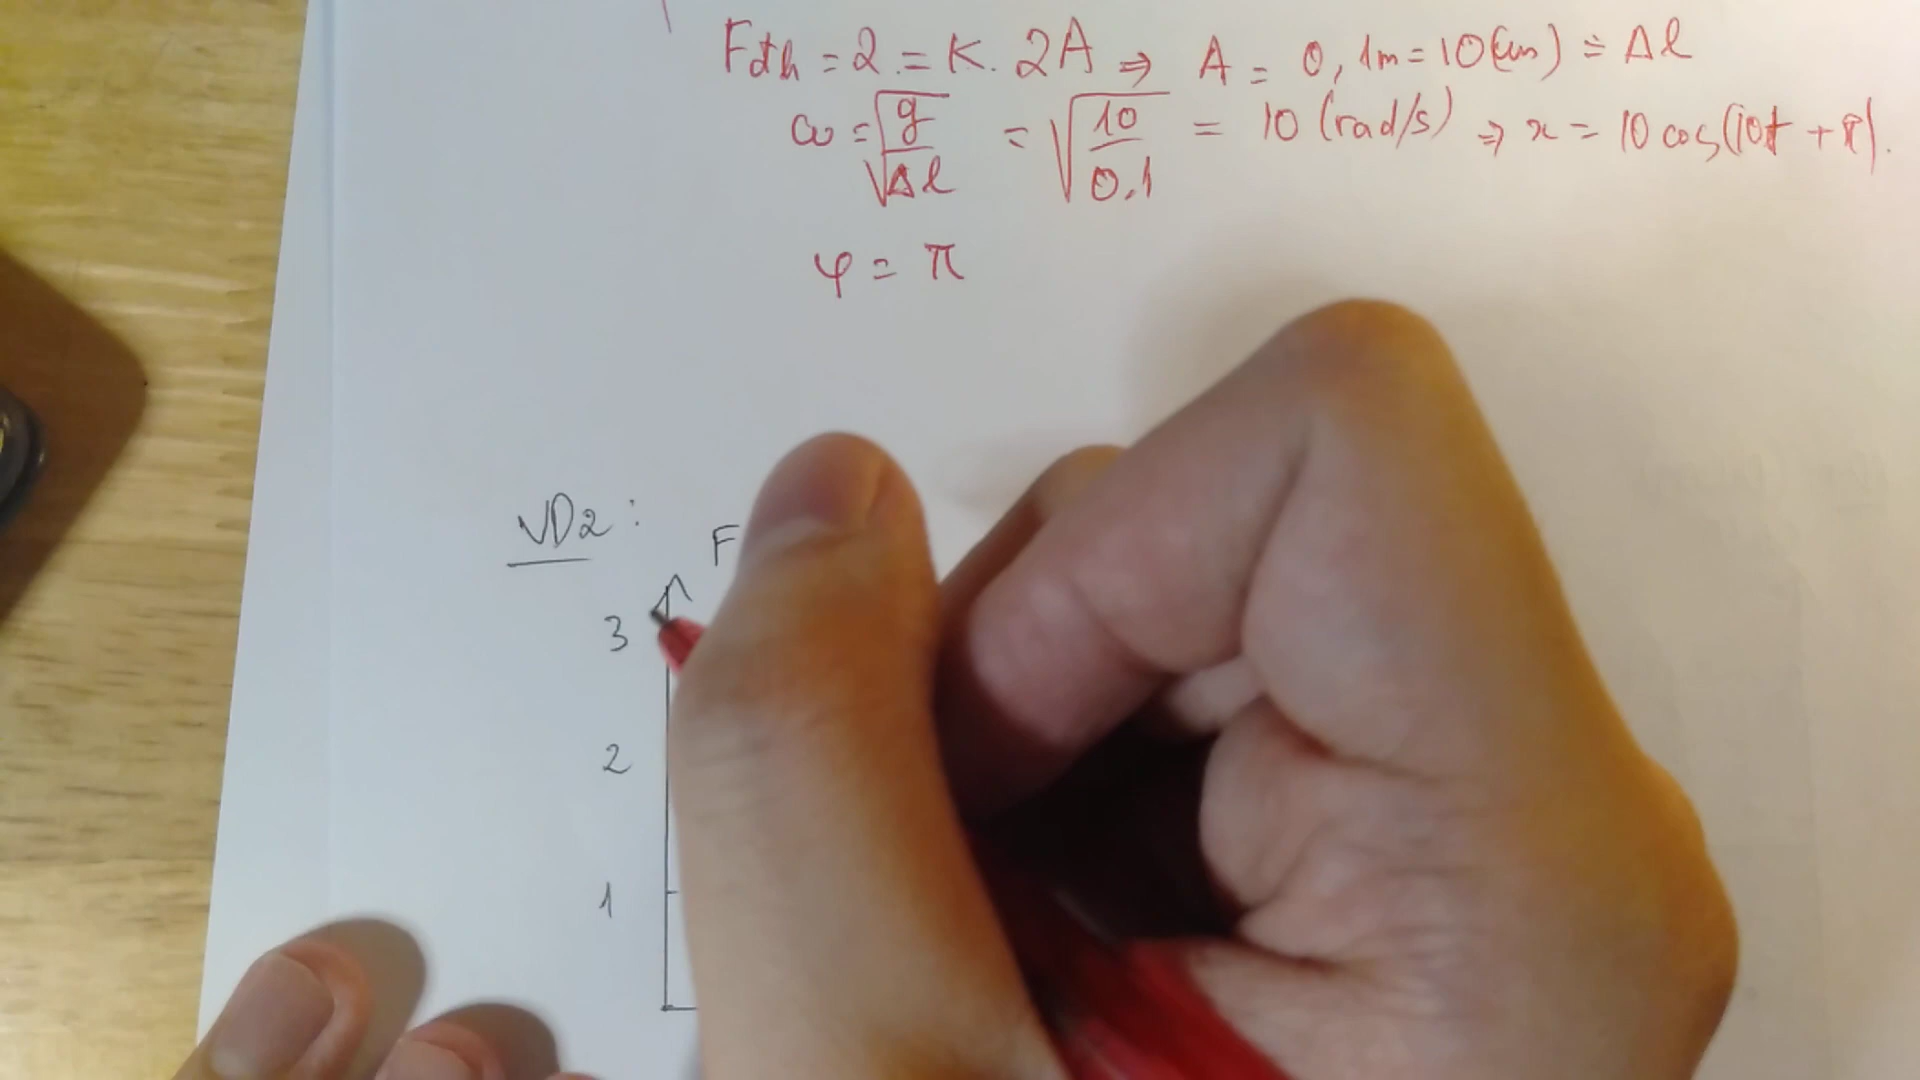 Fđh = 2 = K. 2A ⇒ A = 0,1m = 10(cm) = Δl
ω = √(g/Δl) = √(10/0,1) = 10 (rad/s) ⇒ x = 10 cos(10t + π).
φ = π
VD2 :
F
3
2
1